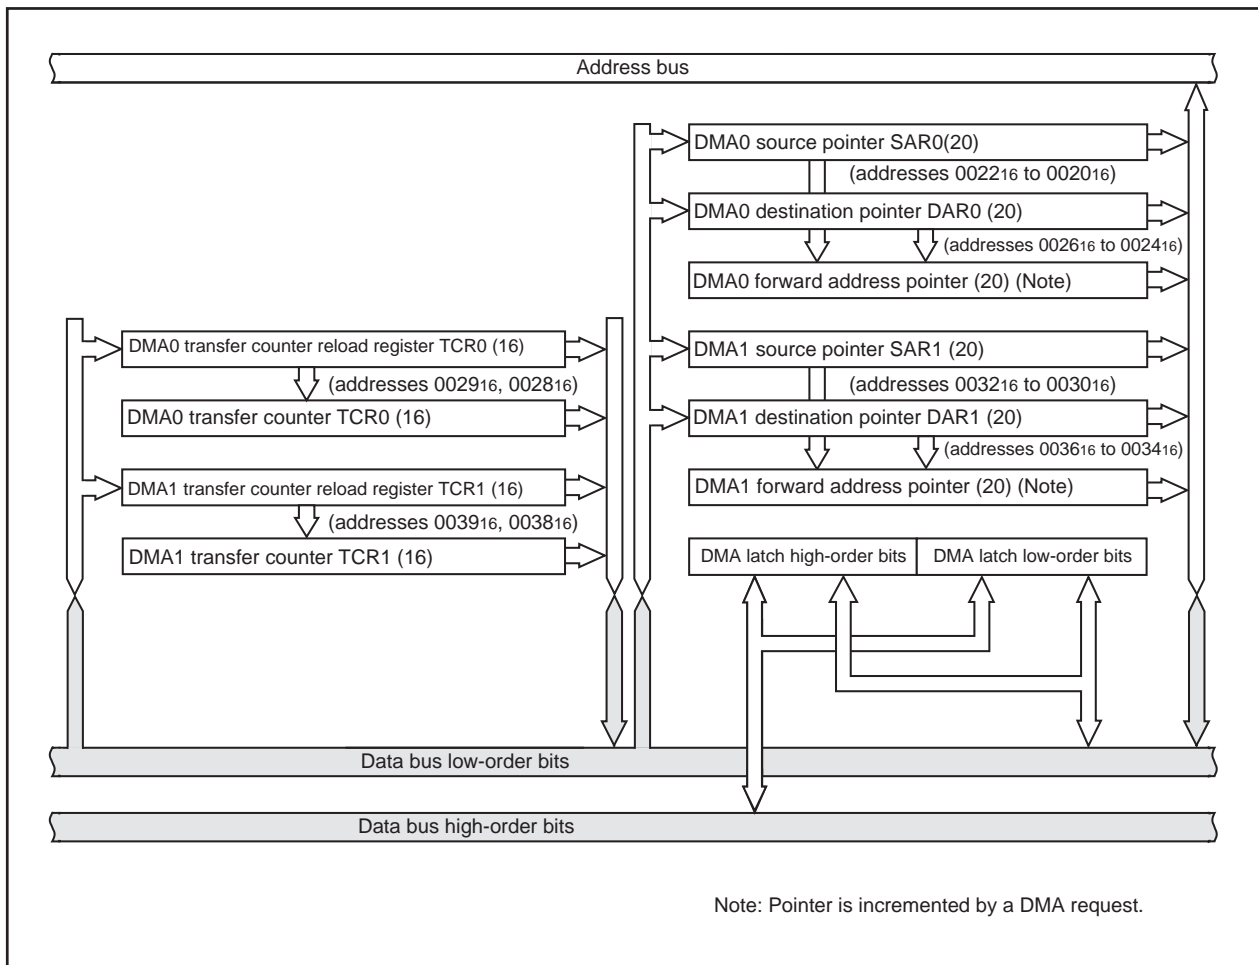 Address bus
DMA0 source pointer SAR0(20)
(addresses 002216 to 002016)
DMA0 destination pointer DAR0 (20)
(addresses 002616 to 002416)
DMA0 forward address pointer (20) (Note)
DMA0 transfer counter reload register TCR0 (16)
(addresses 002916, 002816)
DMA0 transfer counter TCR0 (16)
DMA1 transfer counter reload register TCR1 (16)
(addresses 003916, 003816)
DMA1 transfer counter TCR1 (16)
DMA1 source pointer SAR1 (20)
(addresses 003216 to 003016)
DMA1 destination pointer DAR1 (20)
(addresses 003616 to 003416)
DMA1 forward address pointer (20) (Note)
DMA latch high-order bits
DMA latch low-order bits
Data bus low-order bits
Data bus high-order bits
Note: Pointer is incremented by a DMA request.